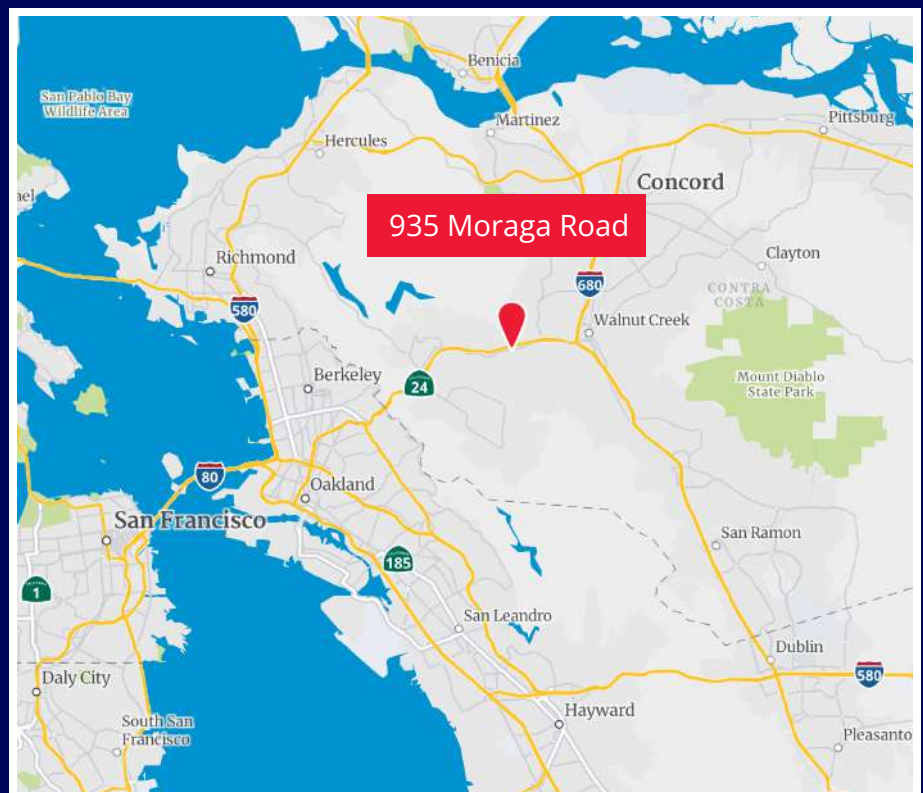 Benicia
San Pablo Bay
Wildlife Area
Martinez
Pittsburg
Hercules
ael
Concord
935 Moraga Road
Richmond
Clayton
CONTRA
COSTA
680
580
Walnut Creek
Berkeley
24
Mount Diablo
State Park
80
Oakland
San Francisco
San Ramon
185
1
San Leandro
Dublin
Daly City
580
Hayward
South San
Francisco
Pleasanto